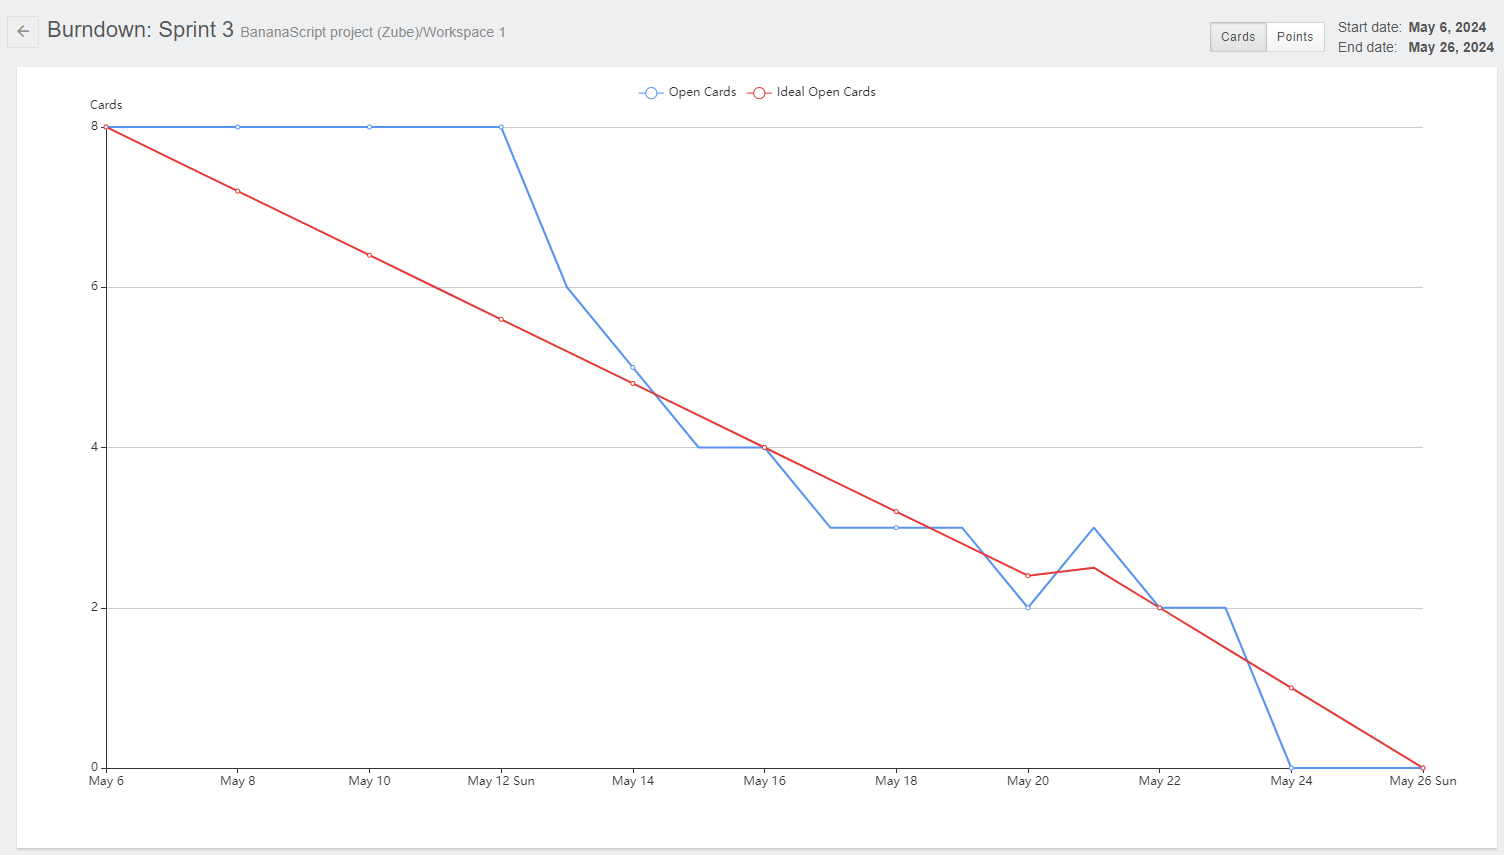 Burndown: Sprint 3 BananaScript project (Zube)/Workspace 1
Cards Points
Start date: May 6, 2024
End date: May 26, 2024
Open Cards Ideal Open Cards
Cards
8
6
4
2
0
May 6 May 8 May 10 May 12 Sun May 14 May 16 May 18 May 20 May 22 May 24 May 26 Sun